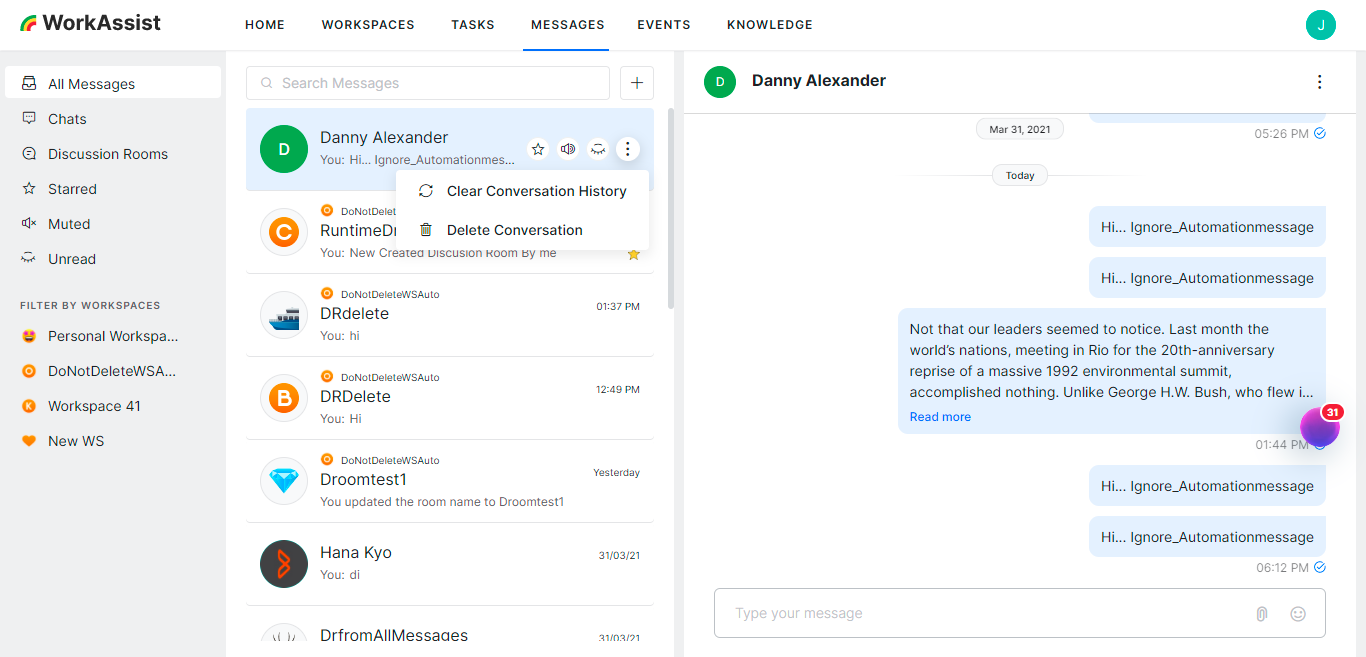 WorkAssist
HOME WORKSPACES TASKS MESSAGES EVENTS KNOWLEDGE
J
All Messages
Chats
Discussion Rooms
Starred
Muted
Unread
FILTER BY WORKSPACES
Personal Workspa...
DoNotDeleteWSA...
K
Workspace 41
New WS
Search Messages
D
Danny Alexander
You: Hi... Ignore_Automationmes...
Clear Conversation History
Delete Conversation
C
DoNotDelet
RuntimeDr
You: New Created Discusion Room By me
DoNotDeleteWSAuto
DRdelete
01:37 PM
You: hi
B
DoNotDeleteWSAuto
DRDelete
12:49 PM
You: Hi
DoNotDeleteWSAuto
Droomtest1
Yesterday
You updated the room name to Droomtest1
Hana Kyo
31/03/21
You: di
DrfromAllMessages
31/03/21
D
Danny Alexander
Mar 31, 2021
05:26 PM
Today
Hi... Ignore_Automationmessage
Hi... Ignore_Automationmessage
Not that our leaders seemed to notice. Last month the
world's nations, meeting in Rio for the 20th-anniversary
reprise of a massive 1992 environmental summit,
accomplished nothing. Unlike George H.W. Bush, who flew i...
Read more
31
01:44 PM
Hi... Ignore_Automationmessage
Hi... Ignore_Automationmessage
06:12 PM
Type your message